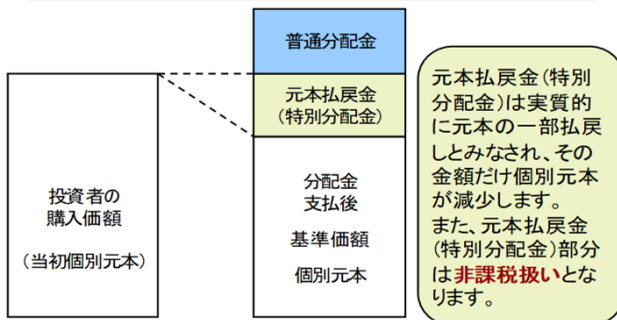 普通分配金
元本払戻金
(特別分配金)
投資者の
購入価額
(当初個別元本)
分配金
支払後
基準価額
個別元本
元本払戻金(特別
分配金)は実質的
に元本の一部払戻
しとみなされ、その
金額だけ個別元本
が減少します。
また、元本払戻金
(特別分配金)部分
は非課税扱いとな
ります。